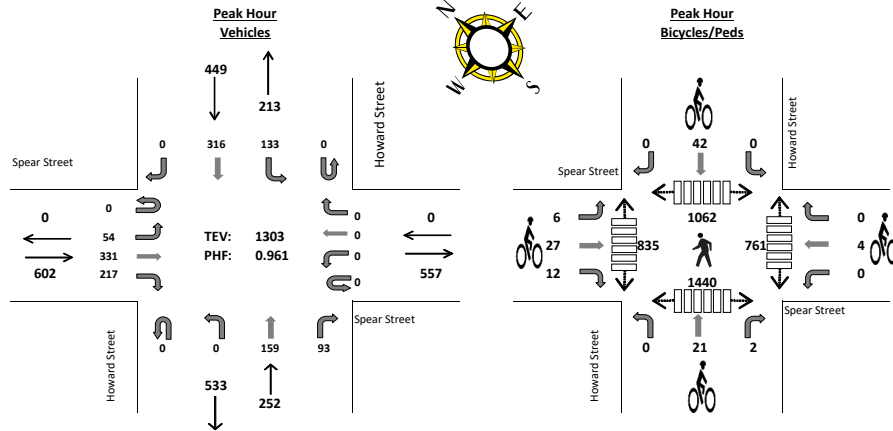 Peak Hour
Vehicles
N
E
W
S
449
213
0
316
133
0
Howard Street
Spear Street
0
0
54
331
217
602
TEV: 1303
PHF: 0.961
0
0
0
0
0
557
Spear Street
Howard Street
0
0
159
93
533
252
Peak Hour
Bicycles/Peds
0
42
0
Howard Street
Spear Street
1062
6
27
12
835
761
0
4
0
1440
Spear Street
Howard Street
0
21
2